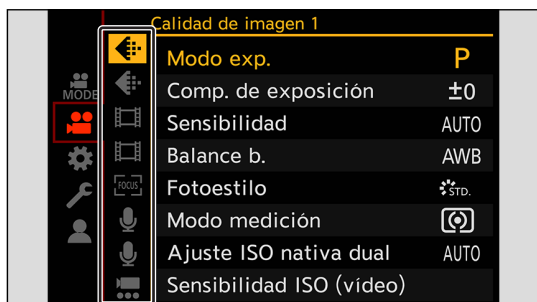 Calidad de imagen 1
Modo exp. P
MODE
Comp. de exposición ±0
Sensibilidad AUTO
Balance b. AWB
FOCUS
Fotoestilo STD.
Modo medición
Ajuste ISO nativa dual AUTO
Sensibilidad ISO (vídeo)